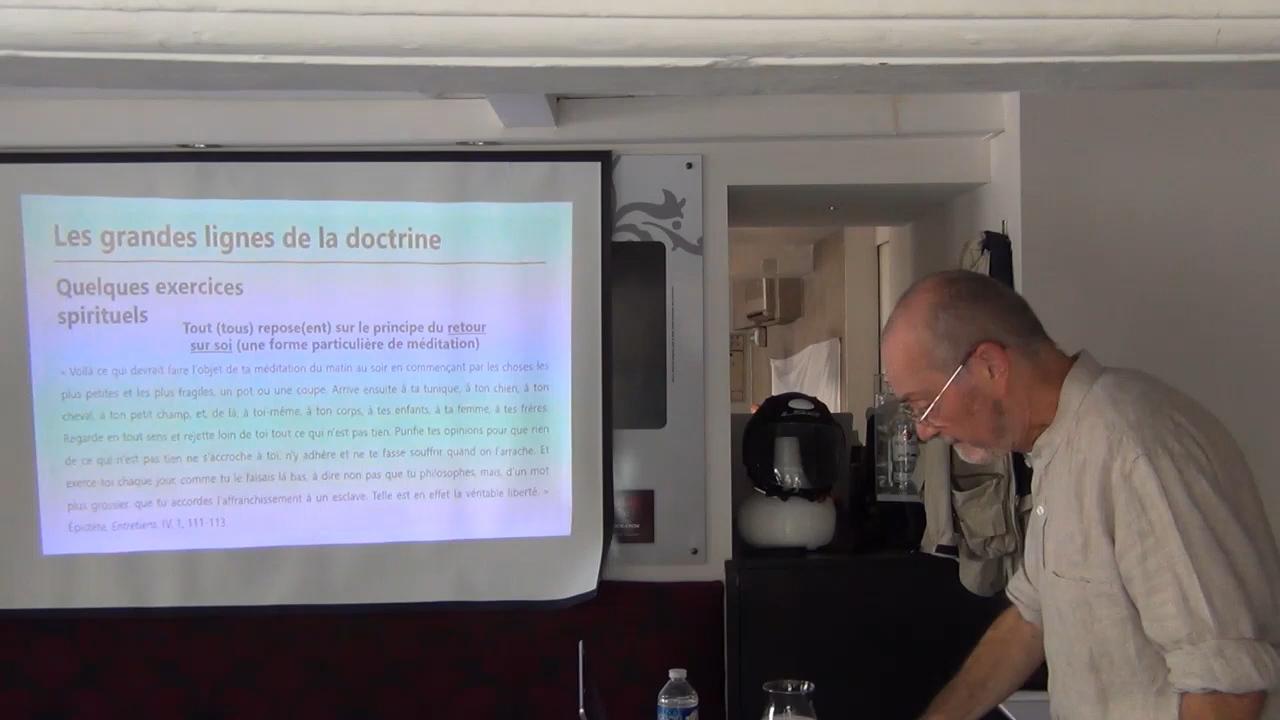 Les grandes lignes de la doctrine
Quelques exercices
spirituels
Tout (tous) repose(ent) sur le principe du retour
sur soi (une forme particulière de méditation)
« Voilà ce qui devrait faire l'objet de ta méditation du matin au soir en commençant par les choses les
plus petites et les plus fragiles, un pot ou une coupe. Arrive ensuite à ta tunique, à ton chien, à ton
cheval, à ton petit champ, et, de là, à toi-même, à ton corps, à tes enfants, à ta femme, à tes frères.
Regarde en tout sens et rejette loin de toi tout ce qui n'est pas tien. Purifie tes opinions pour que rien
de ce qui n'est pas tien ne s'accroche à toi, n'y adhère et ne te fasse souffrir quand on l'arrache. Et
exerce-toi chaque jour, comme tu le faisais là bas, à dire non pas que tu philosophes, mais, d'un mot
plus grossier, que tu accordes l'affranchissement à un esclave. Telle est en effet la véritable liberté. »
Épictète, Entretiens, IV, 1, 111-113.